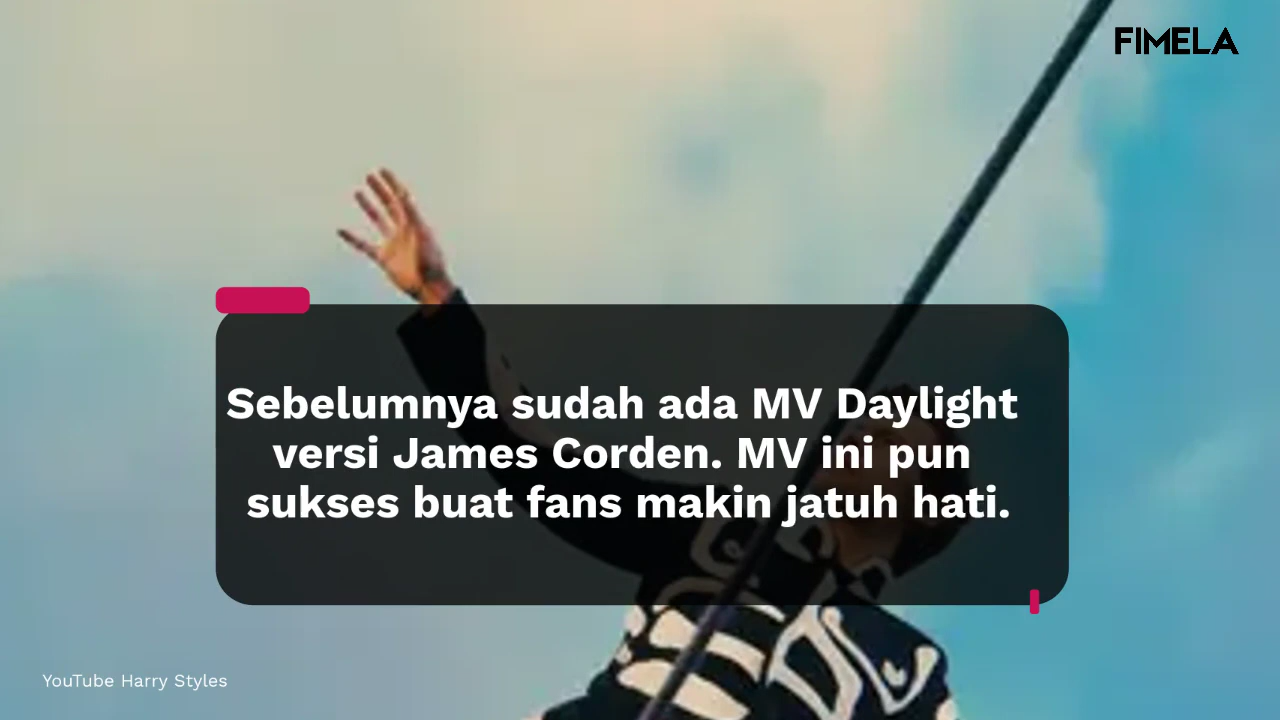 FIMELA
Sebelumnya sudah ada MV Daylight
versi James Corden. MV ini pun
sukses buat fans makin jatuh hati.
YouTube Harry Styles